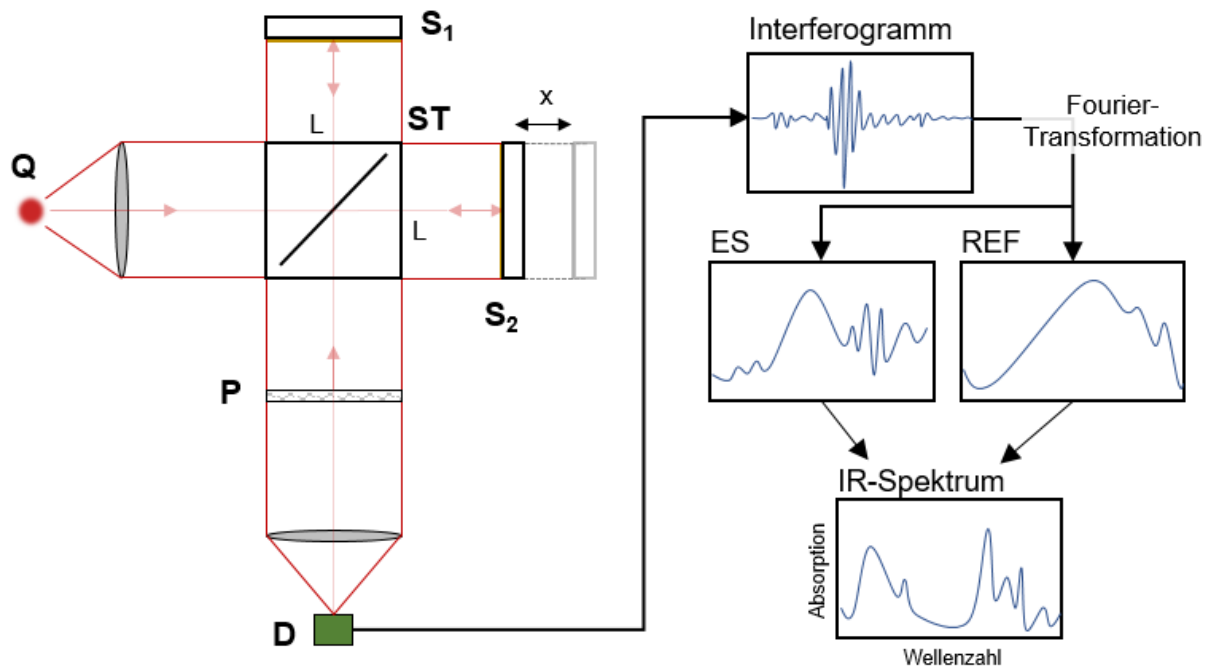 S1
ST
x
L
Q
L
S2
P
D
Interferogramm
Fourier-
Transformation
ES
REF
IR-Spektrum
Absorption
Wellenzahl